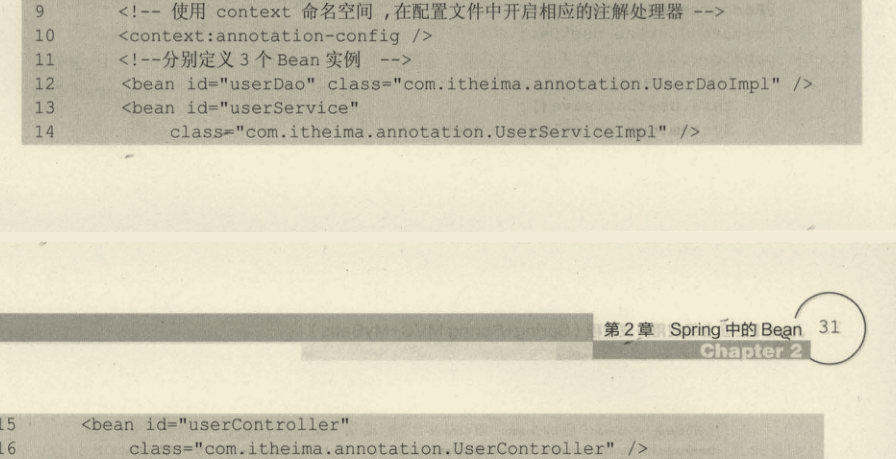 9 <!-- 使用 context 命名空间 ,在配置文件中开启相应的注解处理器 -->
10 <context:annotation-config />
11 <!--分别定义 3 个 Bean 实例 -->
12 <bean id="userDao" class="com.itheima.annotation.UserDaoImpl" />
13 <bean id="userService"
14 class="com.itheima.annotation.UserServiceImpl" />
第 2 章 Spring 中的 Bean 31
Chapter 2
15 <bean id="userController"
16 class="com.itheima.annotation.UserController" />